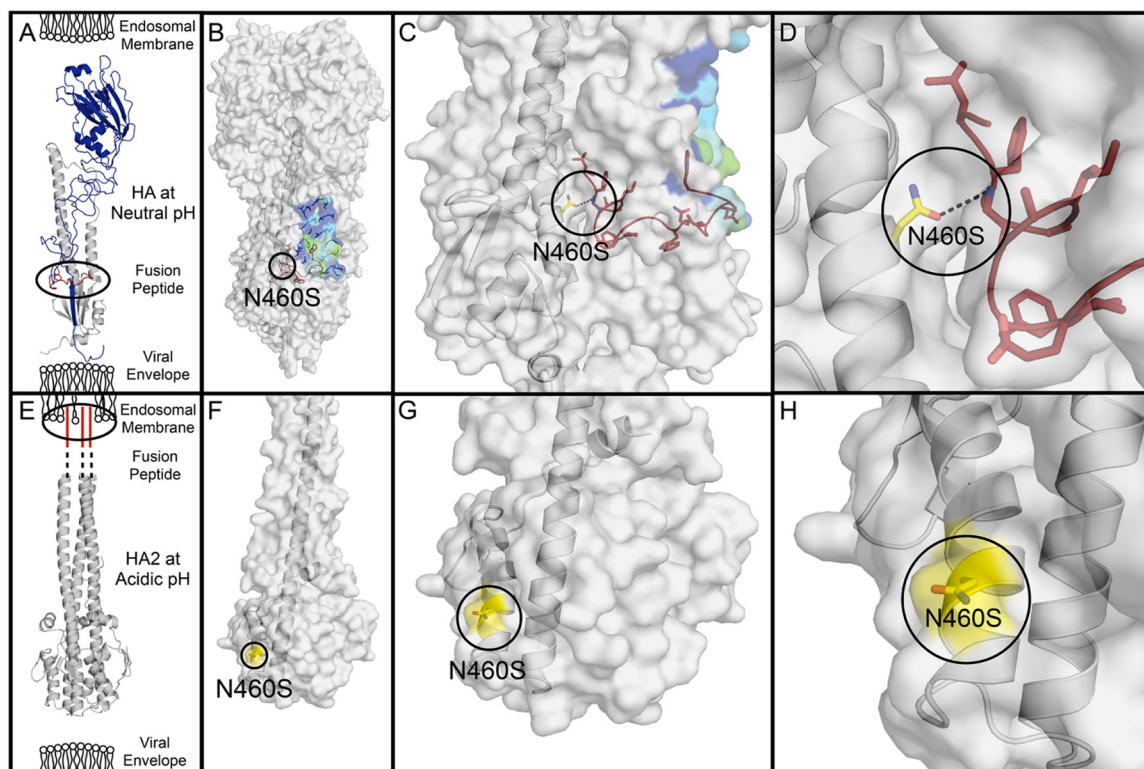 A
Endosomal
Membrane
HA at
Neutral pH
Fusion
Peptide
Viral
Envelope
B
N460S
C
N460S
D
N460S
E
Endosomal
Membrane
Fusion
Peptide
HA2 at
Acidic pH
Viral
Envelope
F
N460S
G
N460S
H
N460S